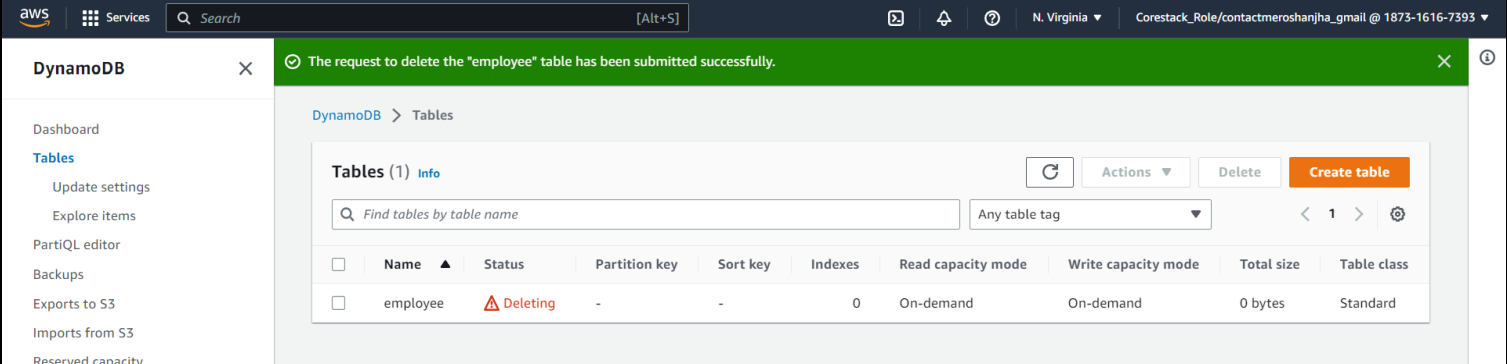 aws
Services
Search
[Alt+S]
N. Virginia
Corestack_Role/contactmeroshanjha_gmail @ 1873-1616-7393
DynamoDB
The request to delete the "employee" table has been submitted successfully.
Dashboard
Tables
Update settings
Explore items
PartiQL editor
Backups
Exports to S3
Imports from S3
Reserved capacity
DynamoDB > Tables
Tables (1) Info
Actions
Delete
Create table
Find tables by table name
Any table tag
1
Name Status Partition key Sort key Indexes Read capacity mode Write capacity mode Total size Table class
employee Deleting - - 0 On-demand On-demand 0 bytes Standard